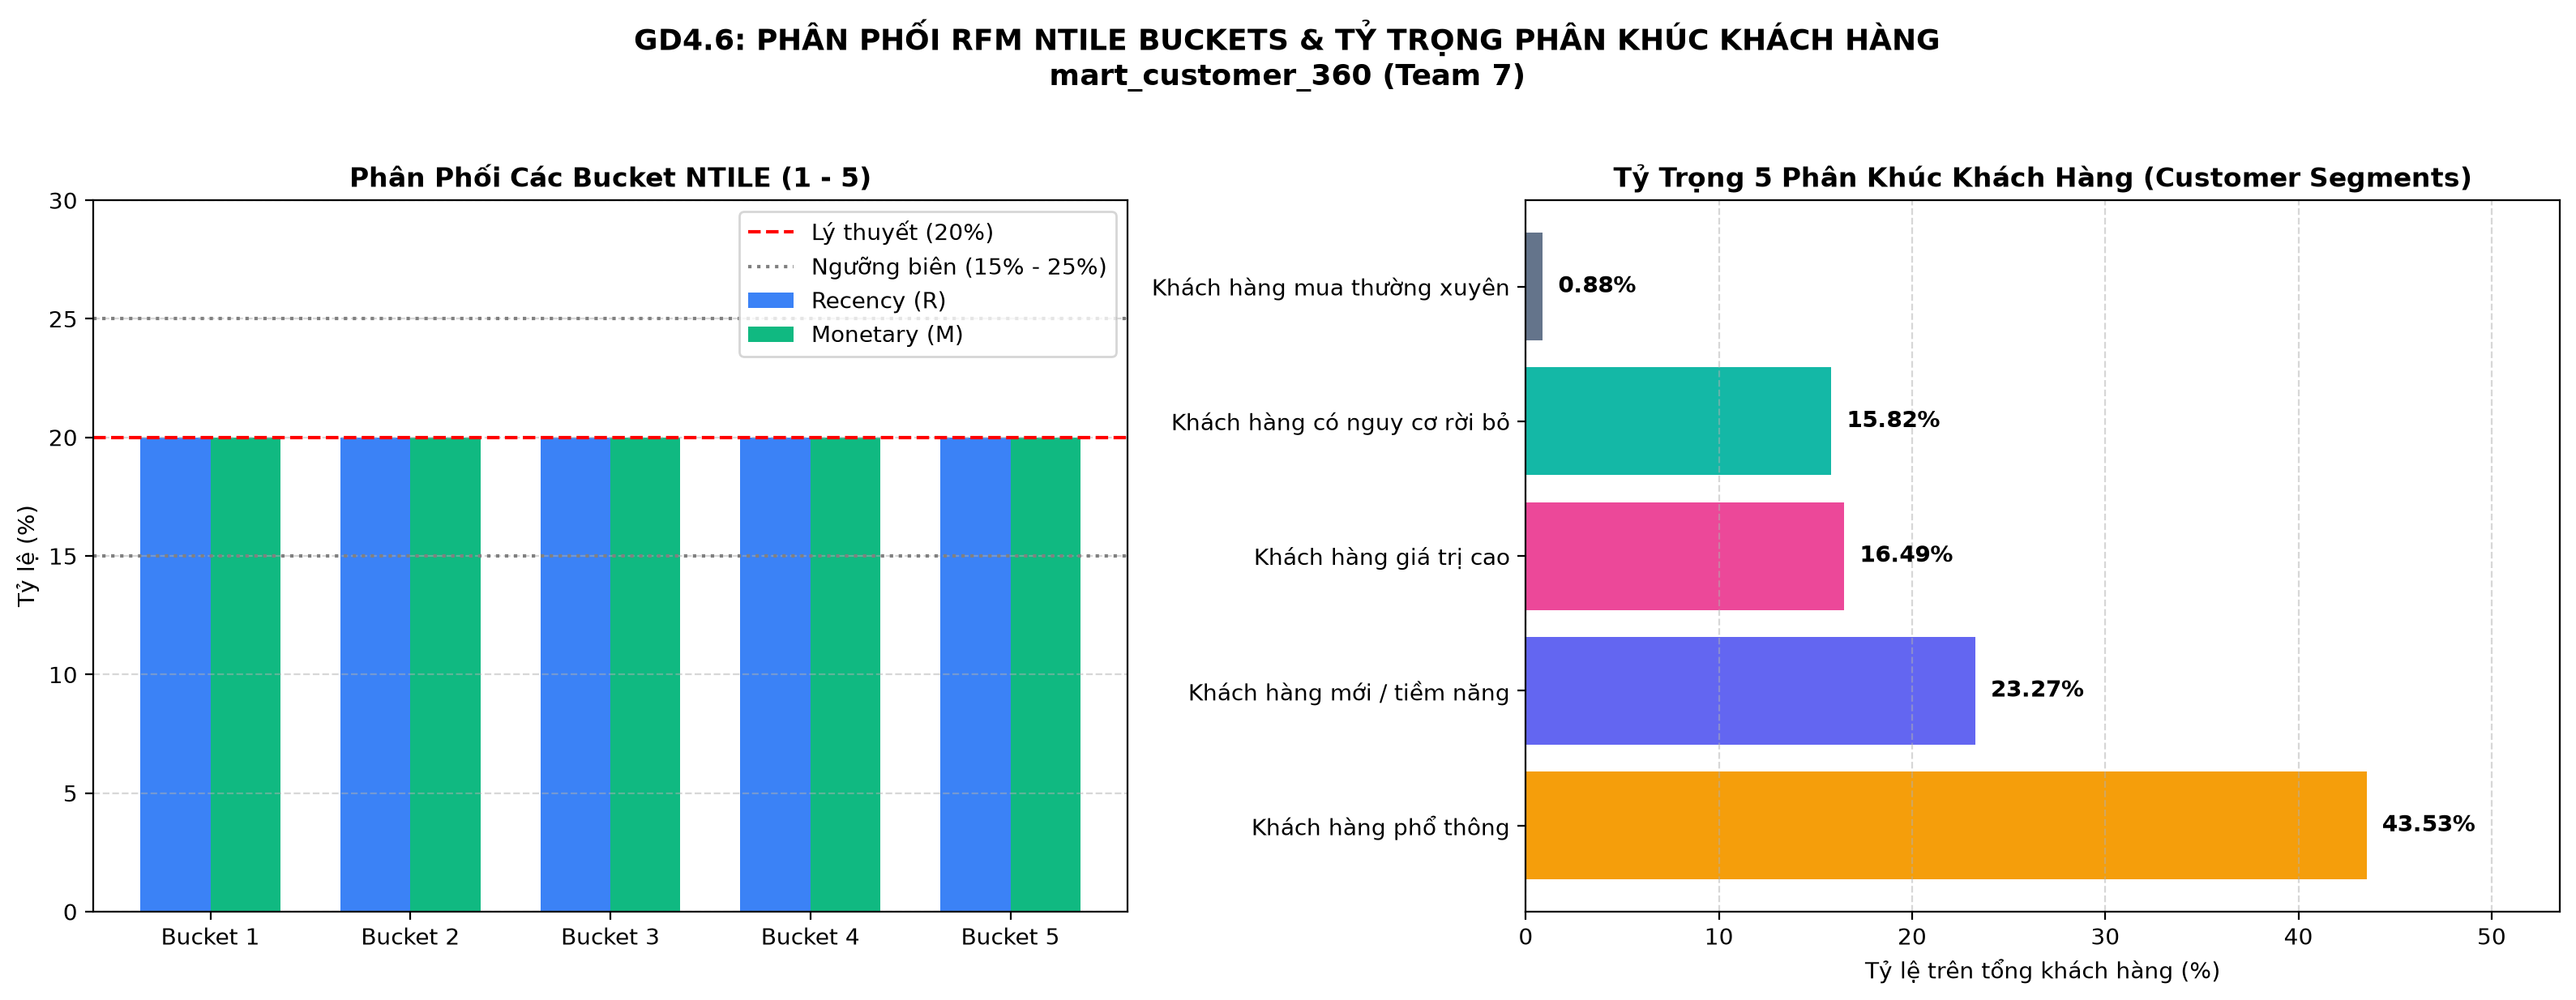 GD4.6: PHÂN PHỐI RFM NTILE BUCKETS & TỶ TRỌNG PHÂN KHÚC KHÁCH HÀNG
mart_customer_360 (Team 7)
Phân Phối Các Bucket NTILE (1 - 5)
Tỷ lệ (%)
30
25
20
15
10
5
0
Lý thuyết (20%)
Ngưỡng biên (15% - 25%)
Recency (R)
Monetary (M)
Bucket 1
Bucket 2
Bucket 3
Bucket 4
Bucket 5
Tỷ Trọng 5 Phân Khúc Khách Hàng (Customer Segments)
Khách hàng mua thường xuyên
0.88%
Khách hàng có nguy cơ rời bỏ
15.82%
Khách hàng giá trị cao
16.49%
Khách hàng mới / tiềm năng
23.27%
Khách hàng phổ thông
43.53%
0
10
20
30
40
50
Tỷ lệ trên tổng khách hàng (%)